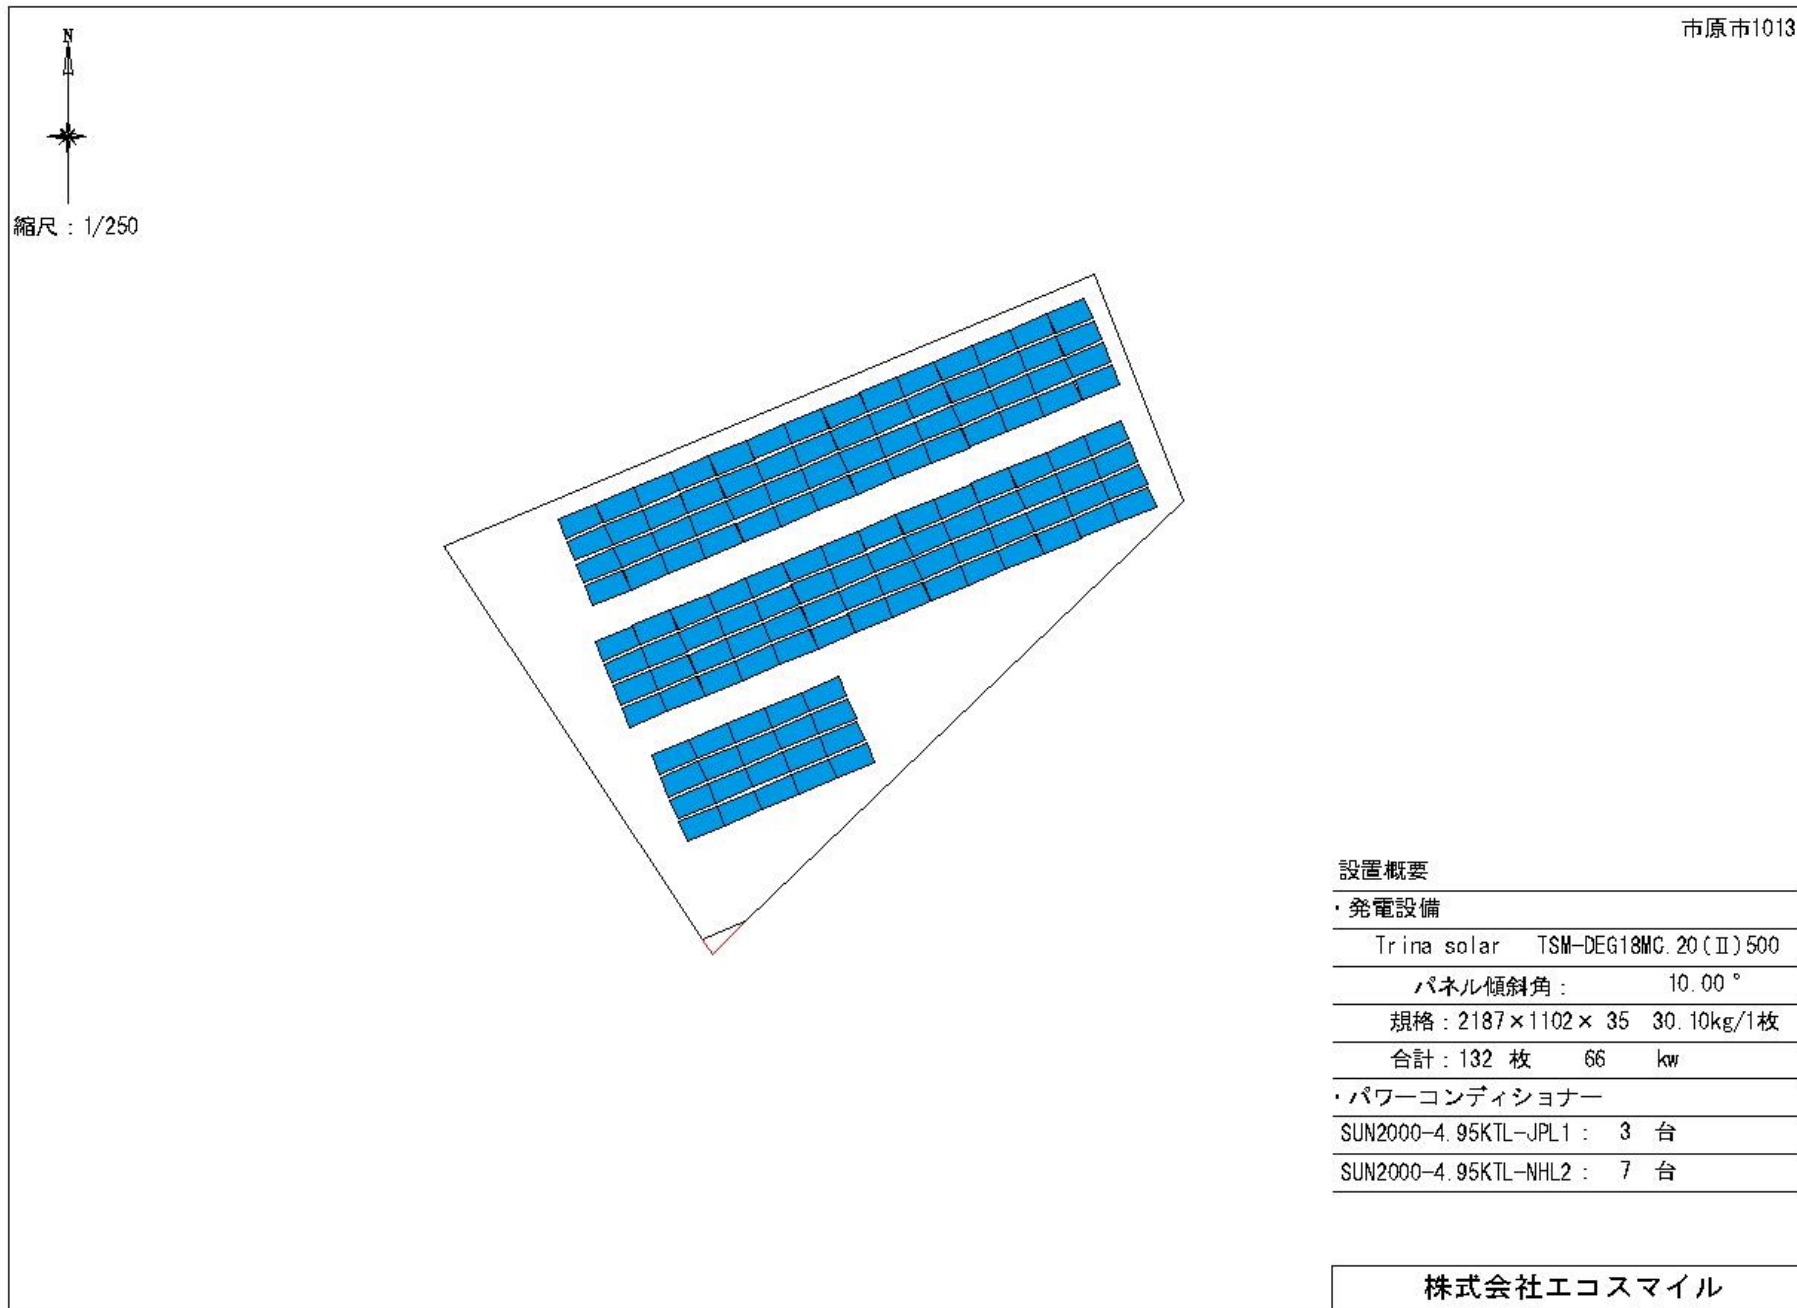 市原市1013
N
縮尺：1/250
設置概要
・発電設備
Trina solar TSM-DEG18MC.20(Ⅱ)500
パネル傾斜角： 10.00°
規格：2187×1102× 35 30.10kg/1枚
合計：132 枚 66 kw
・パワーコンディショナー
SUN2000-4.95KTL-JPL1： 3 台
SUN2000-4.95KTL-NHL2： 7 台
株式会社エコスマイル